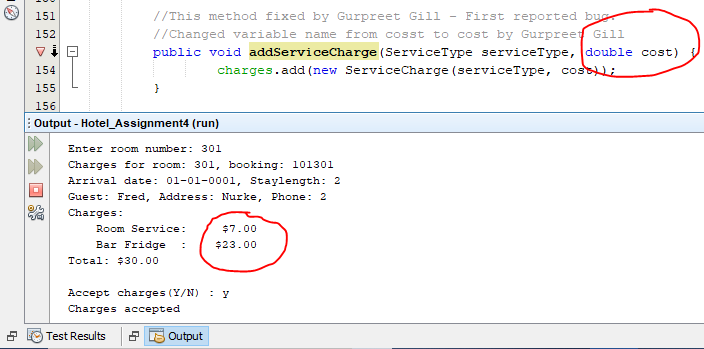 151 //This method fixed by Gurpreet Gill - First reported bug.
152 //Changed variable name from cosst to cost by Gurpreet Gill
public void addServiceCharge(ServiceType serviceType, double cost) {
154 charges.add(new ServiceCharge(serviceType, cost));
155 }
156
Output - Hotel_Assignment4 (run)
Enter room number: 301
Charges for room: 301, booking: 101301
Arrival date: 01-01-0001, Staylength: 2
Guest: Fred, Address: Nurke, Phone: 2
Charges:
Room Service: $7.00
Bar Fridge : $23.00
Total: $30.00
Accept charges(Y/N) : y
Charges accepted
Test Results Output